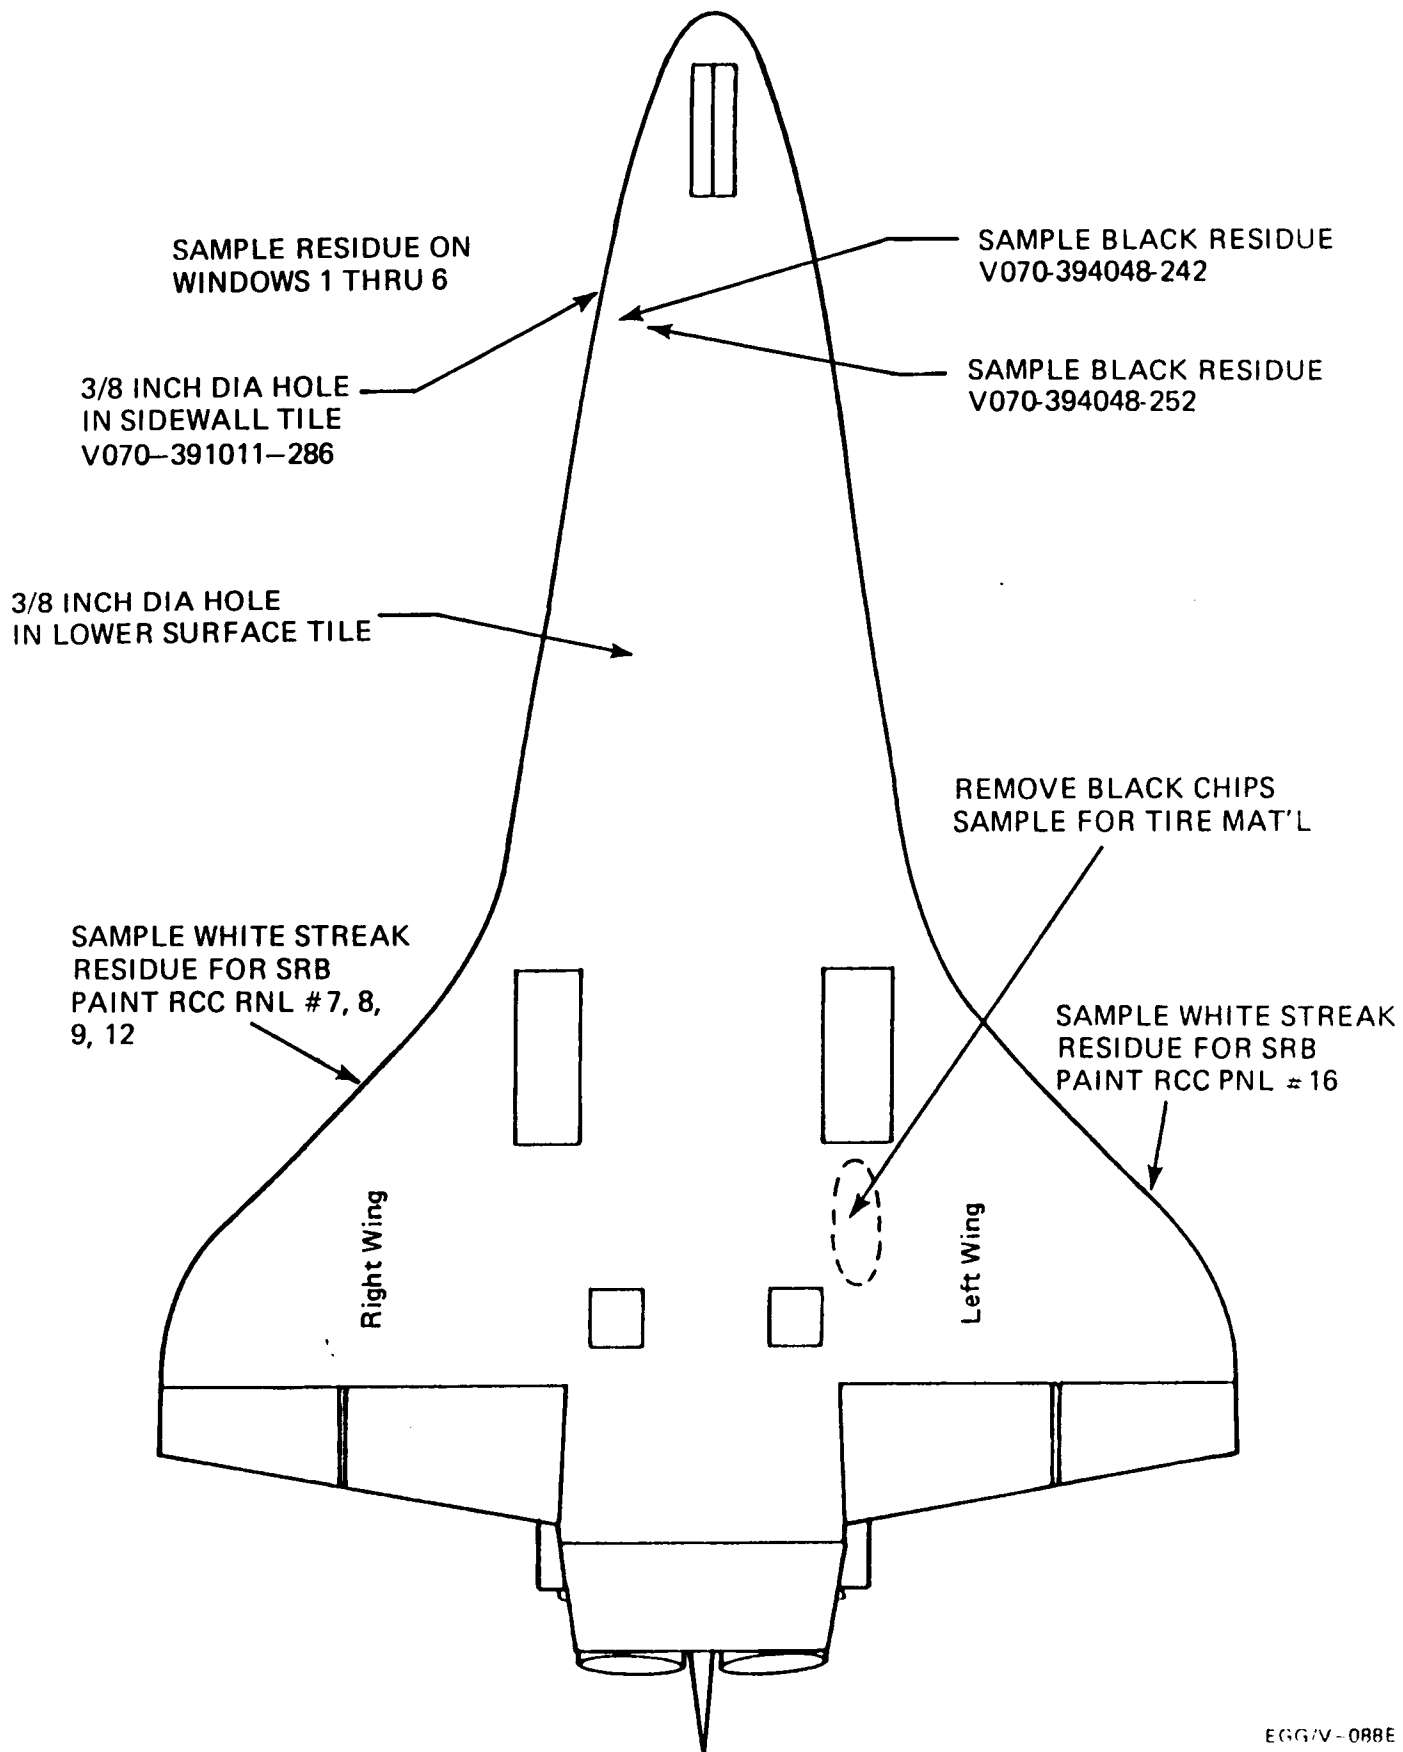 SAMPLE RESIDUE ON
WINDOWS 1 THRU 6
SAMPLE BLACK RESIDUE
V070-394048-242
3/8 INCH DIA HOLE
IN SIDEWALL TILE
V070–391011–286
SAMPLE BLACK RESIDUE
V070-394048-252
3/8 INCH DIA HOLE
IN LOWER SURFACE TILE
REMOVE BLACK CHIPS
SAMPLE FOR TIRE MAT'L
SAMPLE WHITE STREAK
RESIDUE FOR SRB
PAINT RCC RNL #7, 8,
9, 12
SAMPLE WHITE STREAK
RESIDUE FOR SRB
PAINT RCC PNL #16
Right Wing
Left Wing
EGG/V-088E